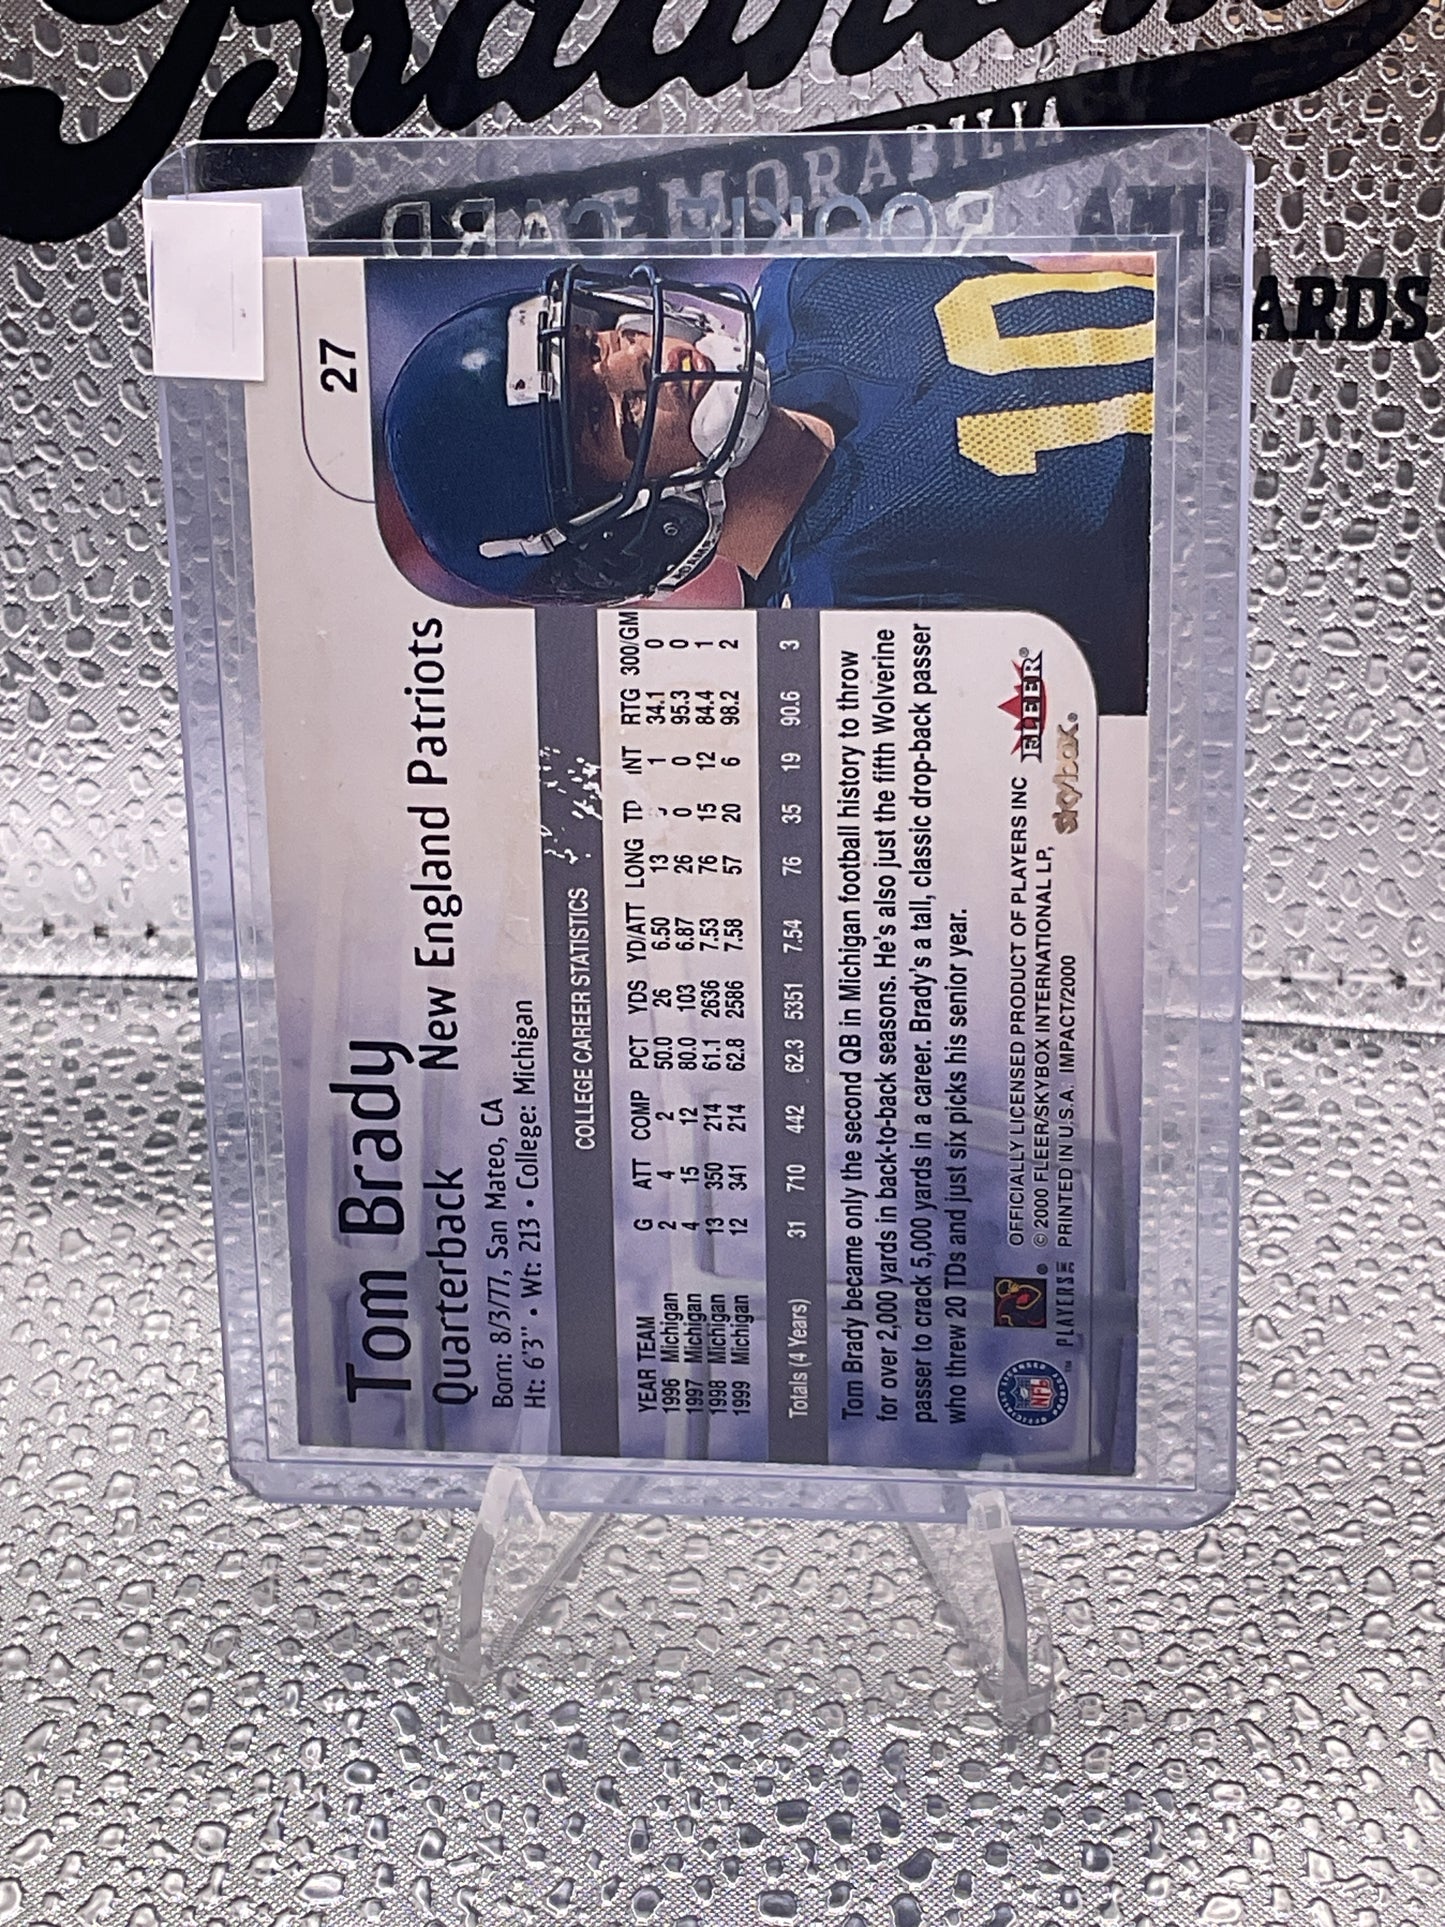 MEMORABILIA
AND
ARDS
ROOKIE CARD
27
Tom Brady
Quarterback New England Patriots
Born: 8/3/77, San Mateo, CA
Ht: 6'3" • Wt: 213 • College: Michigan
COLLEGE CAREER STATISTICS
YEAR TEAM G ATT COMP PCT YDS YD/ATT LONG TD INT RTG 300/GM
1996 Michigan 2 4 2 50.0 26 6.50 13 1 34.1 0
1997 Michigan 4 15 12 80.0 103 6.87 26 0 0 95.3 0
1998 Michigan 13 350 214 61.1 2636 7.53 76 15 12 84.4 1
1999 Michigan 12 341 214 62.8 2586 7.58 57 20 6 98.2 2
Totals (4 Years) 31 710 442 62.3 5351 7.54 76 35 19 90.6 3
Tom Brady became only the second QB in Michigan football history to throw
for over 2,000 yards in back-to-back seasons. He's also just the fifth Wolverine
passer to crack 5,000 yards in a career. Brady's a tall, classic drop-back passer
who threw 20 TDs and just six picks his senior year.
NFL
PLAYERS INC
OFFICIALLY LICENSED PRODUCT OF PLAYERS INC
© 2000 FLEER/SKYBOX INTERNATIONAL LP,
PRINTED IN U.S.A. IMPACT/2000
FLEER®
skybox®
10